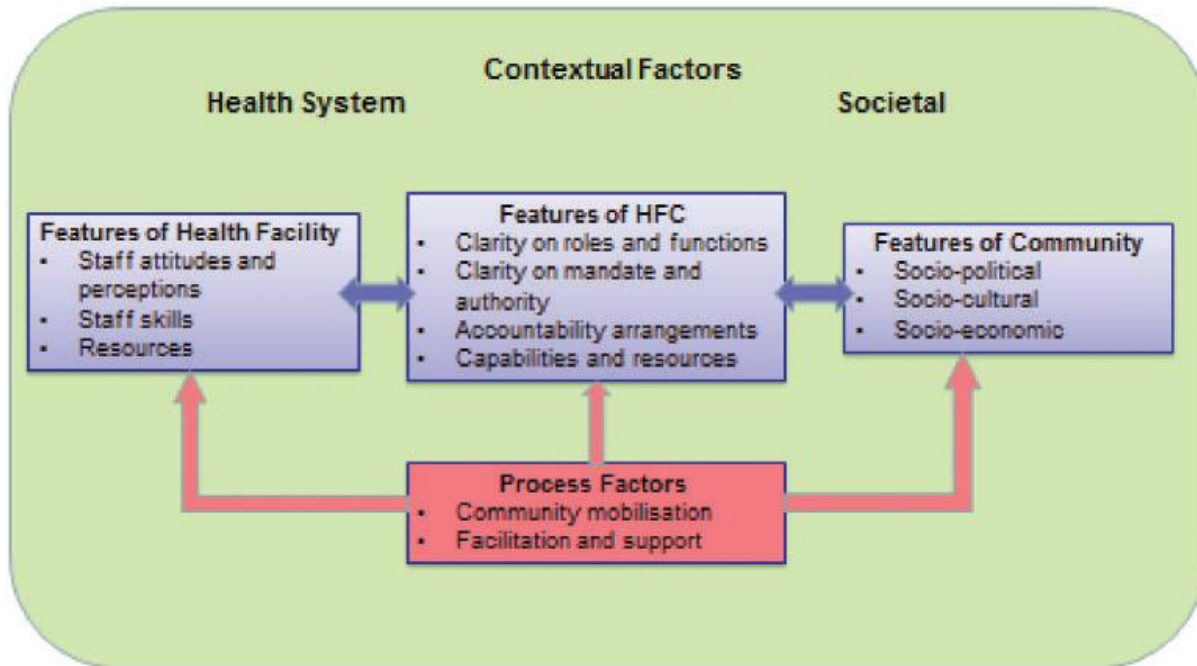 Contextual Factors
Health System
Societal
Features of Health Facility
• Staff attitudes and
perceptions
• Staff skills
• Resources
Features of HFC
• Clarity on roles and functions
• Clarity on mandate and
authority
• Accountability arrangements
• Capabilities and resources
Features of Community
• Socio-political
• Socio-cultural
• Socio-economic
Process Factors
• Community mobilisation
• Facilitation and support